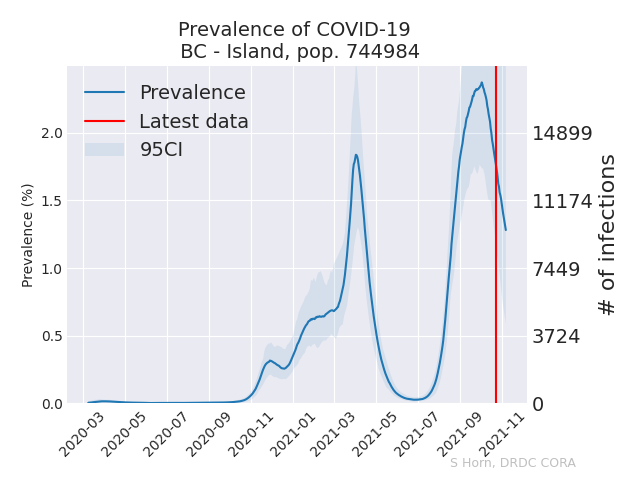 Prevalence of COVID-19
BC - Island, pop. 744984
Prevalence
Latest data
95CI
Prevalence (%)
2.0
1.5
1.0
0.5
0.0
14899
11174
7449
3724
0
# of infections
2020-03
2020-05
2020-07
2020-09
2020-11
2021-01
2021-03
2021-05
2021-07
2021-09
2021-11
S Horn, DRDC CORA